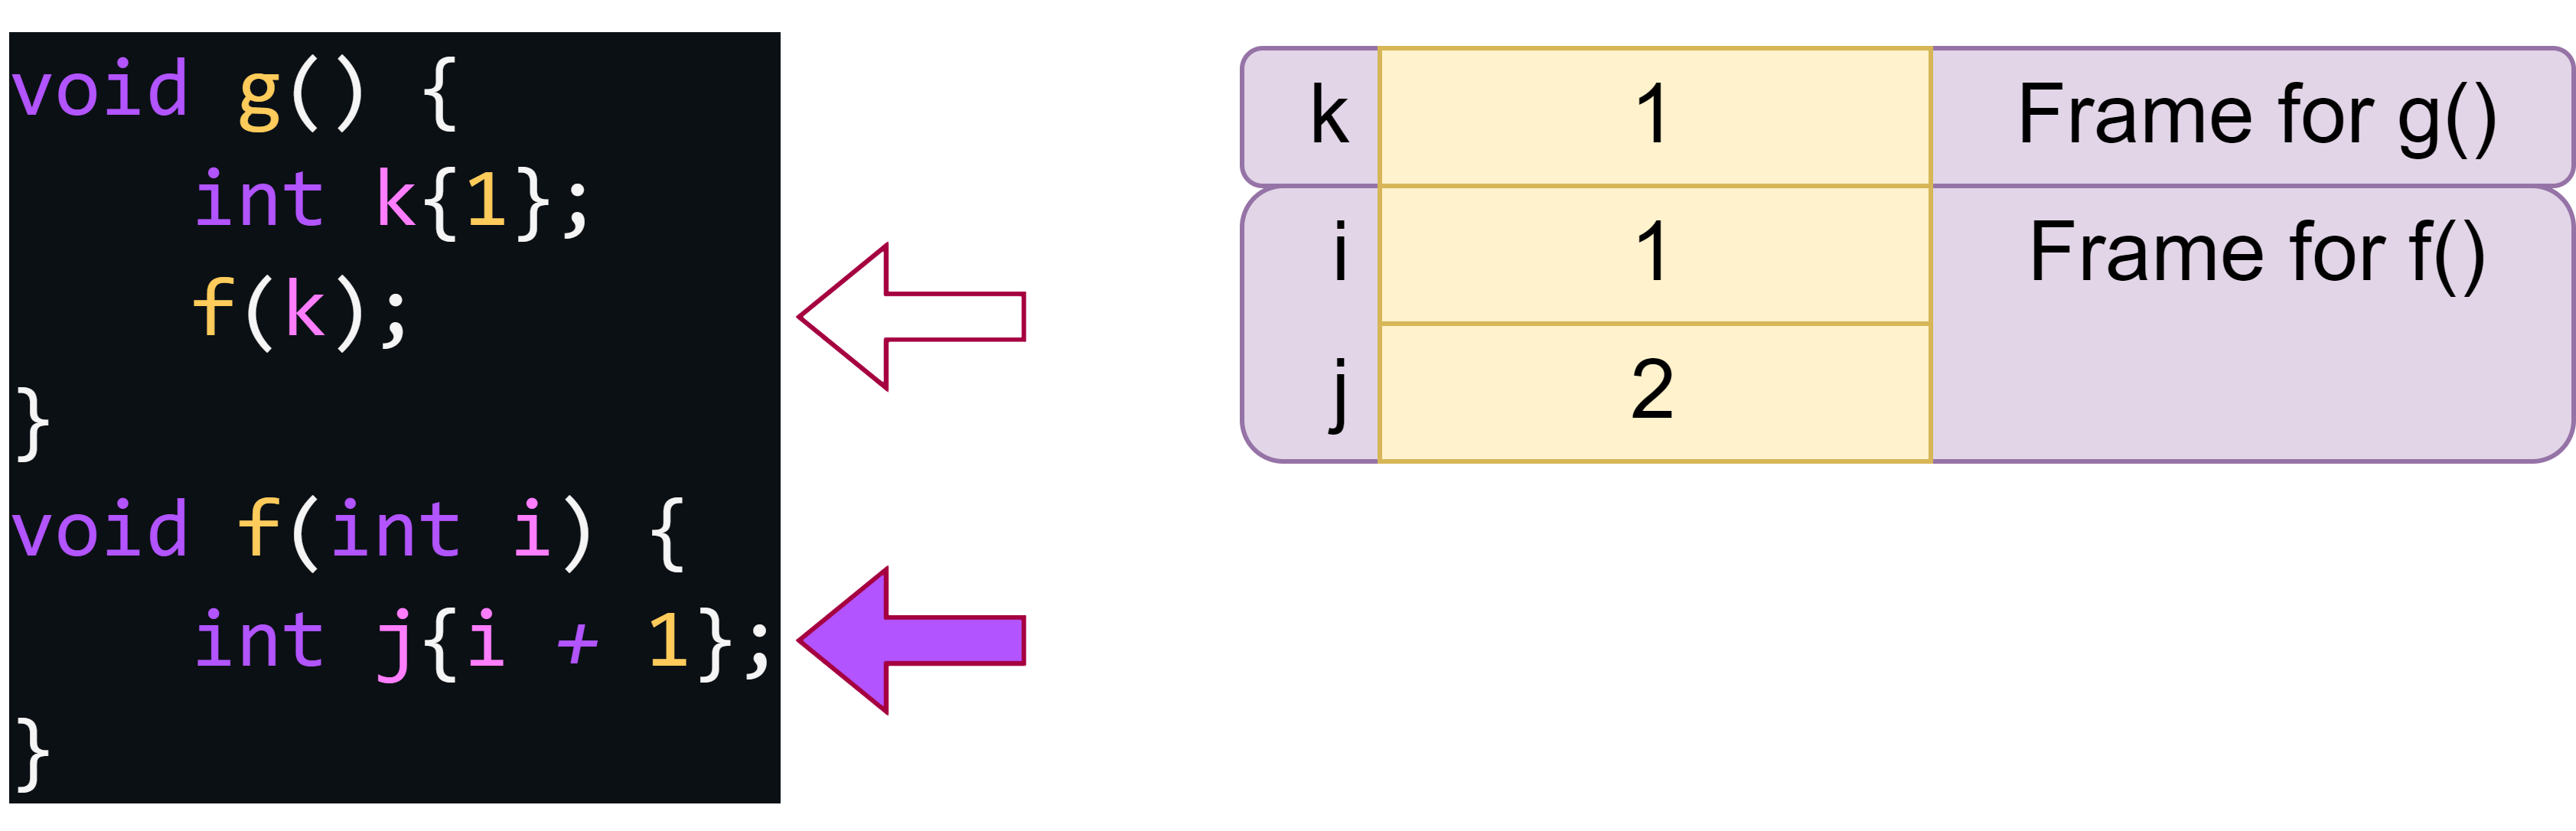 void g() {
    int k{1};
    f(k);
}
void f(int i) {
    int j{i + 1};
}
k 1 Frame for g()
i 1 Frame for f()
j 2